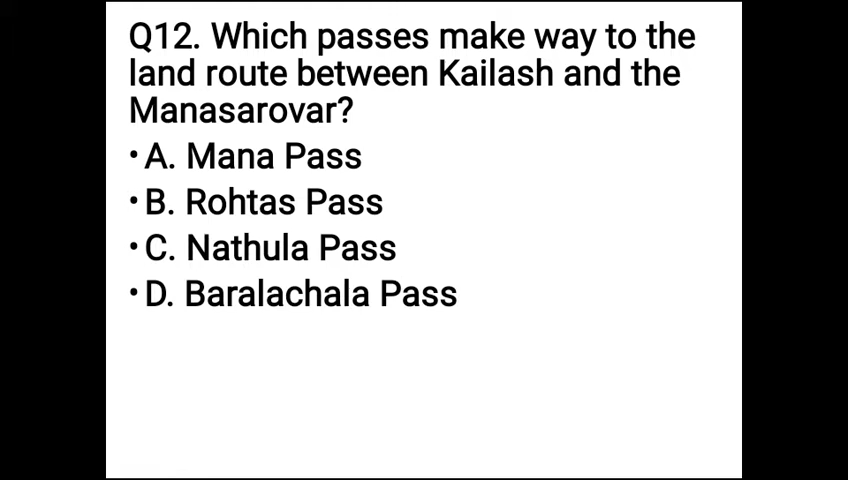 Q12. Which passes make way to the
land route between Kailash and the
Manasarovar?
• A. Mana Pass
• B. Rohtas Pass
• C. Nathula Pass
• D. Baralachala Pass